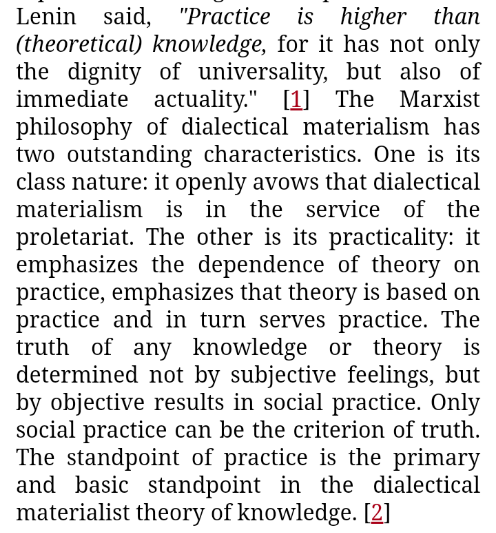 Lenin said, "Practice is higher than
(theoretical) knowledge, for it has not only
the dignity of universality, but also of
immediate actuality." [1] The Marxist
philosophy of dialectical materialism has
two outstanding characteristics. One is its
class nature: it openly avows that dialectical
materialism is in the service of the
proletariat. The other is its practicality: it
emphasizes the dependence of theory on
practice, emphasizes that theory is based on
practice and in turn serves practice. The
truth of any knowledge or theory is
determined not by subjective feelings, but
by objective results in social practice. Only
social practice can be the criterion of truth.
The standpoint of practice is the primary
and basic standpoint in the dialectical
materialist theory of knowledge. [2]